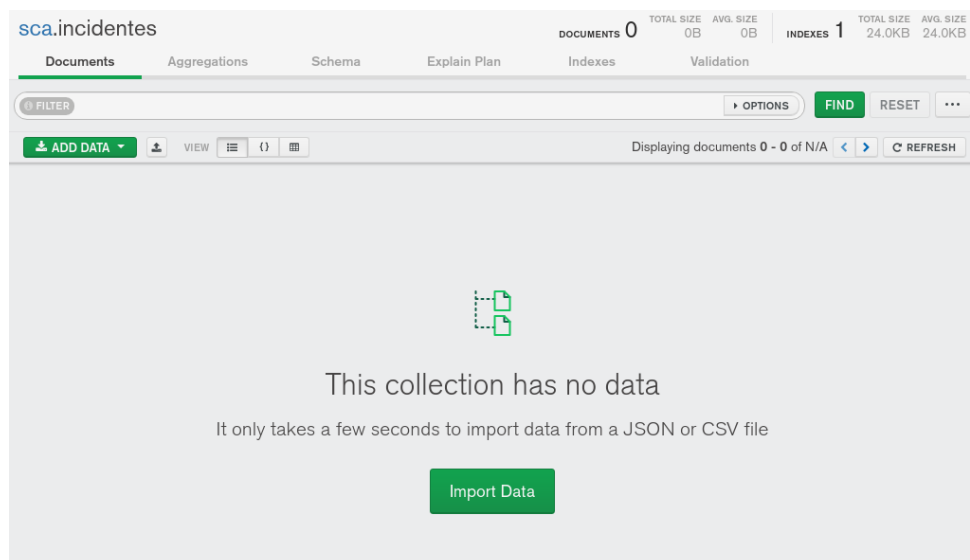 sca.incidentes
DOCUMENTS 0 TOTAL SIZE 0B AVG. SIZE 0B INDEXES 1 TOTAL SIZE 24.0KB AVG. SIZE 24.0KB
Documents Aggregations Schema Explain Plan Indexes Validation
FILTER OPTIONS FIND RESET ...
ADD DATA VIEW {} Displaying documents 0 - 0 of N/A < > REFRESH
This collection has no data
It only takes a few seconds to import data from a JSON or CSV file
Import Data